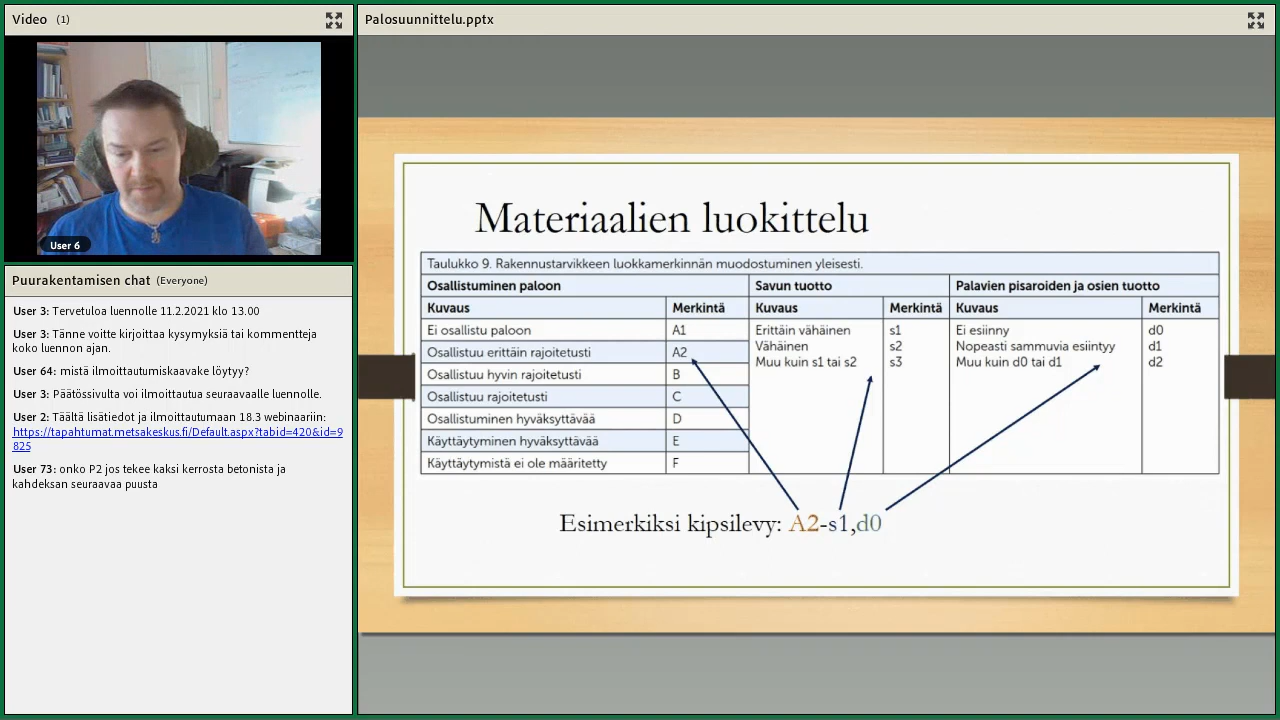 Video (1)
User 6
Puurakentamisen chat (Everyone)
User 3: Tervetuloa luennolle 11.2.2021 klo 13.00
User 3: Tänne voitte kirjoittaa kysymyksiä tai kommentteja
koko luennon ajan.
User 64: mistä ilmoittautumiskaavake löytyy?
User 3: Päätössivulta voi ilmoittautua seuraavaalle luennolle.
User 2: Täältä lisätiedot ja ilmoittautumaan 18.3 webinaariin:
https://tapahtumat.metsakeskus.fi/Default.aspx?tabid=420&id=9
825
User 73: onko P2 jos tekee kaksi kerrosta betonista ja
kahdeksan seuraavaa puusta
Palosuunnittelu.pptx
Materiaalien luokittelu
Taulukko 9. Rakennustarvikkeen luokkamerkinnän muodostuminen yleisesti.
Osallistuminen paloon Savun tuotto Palavien pisaroiden ja osien tuotto
Kuvaus Merkintä Kuvaus Merkintä Kuvaus Merkintä
Ei osallistu paloon A1 Erittäin vähäinen s1 Ei esiinny d0
Osallistuu erittäin rajoitetusti A2 Vähäinen s2 Nopeasti sammuvia esiintyy d1
Osallistuu hyvin rajoitetusti B Muu kuin s1 tai s2 s3 Muu kuin d0 tai d1 d2
Osallistuu rajoitetusti C
Osallistuminen hyväksyttävää D
Käyttäytyminen hyväksyttävää E
Käyttäytymistä ei ole määritetty F
Esimerkiksi kipsilevy: A2-s1,d0